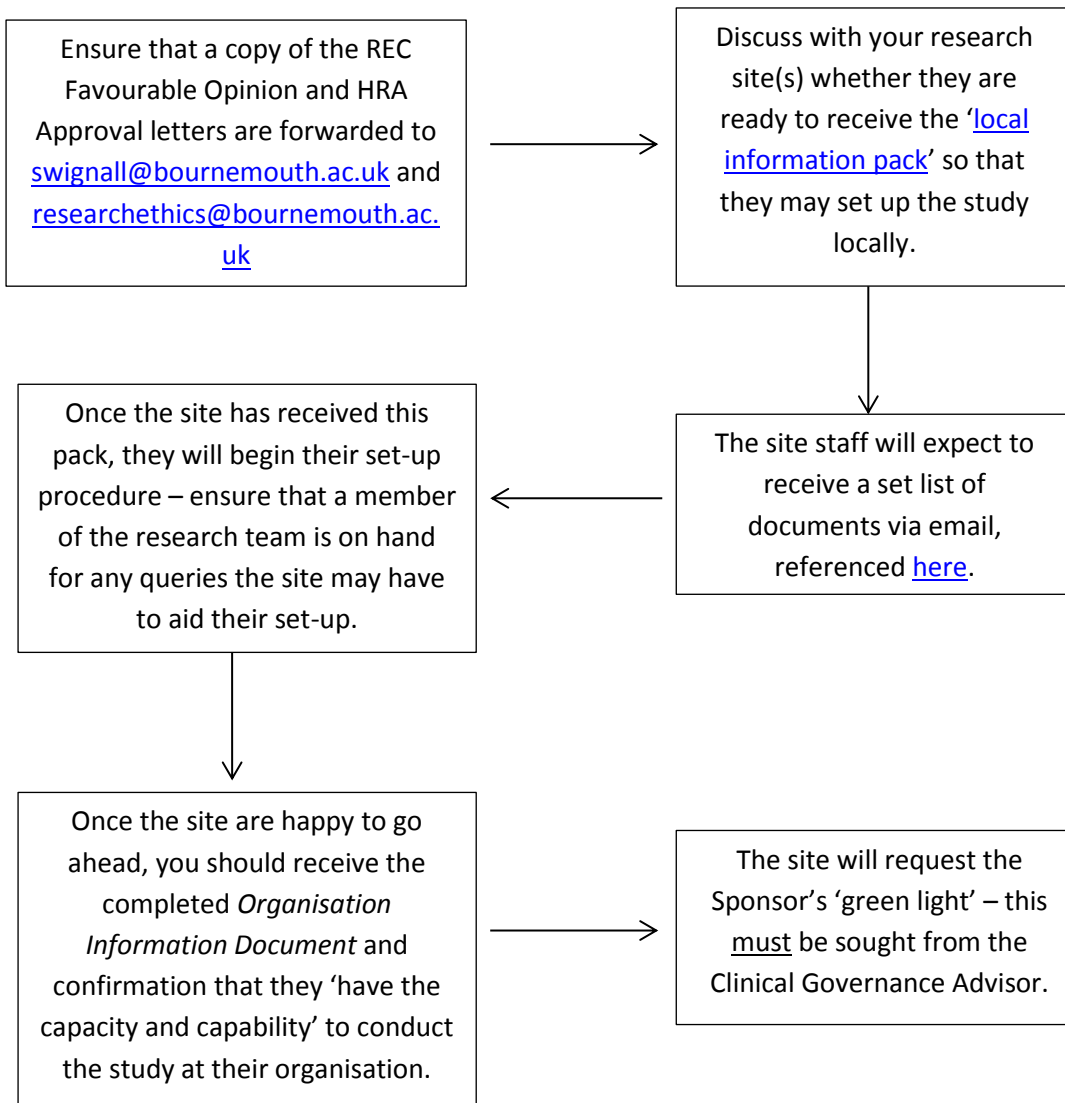 Ensure that a copy of the REC
Favourable Opinion and HRA
Approval letters are forwarded to
swignall@bournemouth.ac.uk and
researchethics@bournemouth.ac.
uk
Discuss with your research
site(s) whether they are
ready to receive the ‘local
information pack’ so that
they may set up the study
locally.
The site staff will expect to
receive a set list of
documents via email,
referenced here.
Once the site has received this
pack, they will begin their set-up
procedure – ensure that a member
of the research team is on hand
for any queries the site may have
to aid their set-up.
Once the site are happy to go
ahead, you should receive the
completed Organisation
Information Document and
confirmation that they ‘have the
capacity and capability’ to conduct
the study at their organisation.
The site will request the
Sponsor’s ‘green light’ – this
must be sought from the
Clinical Governance Advisor.